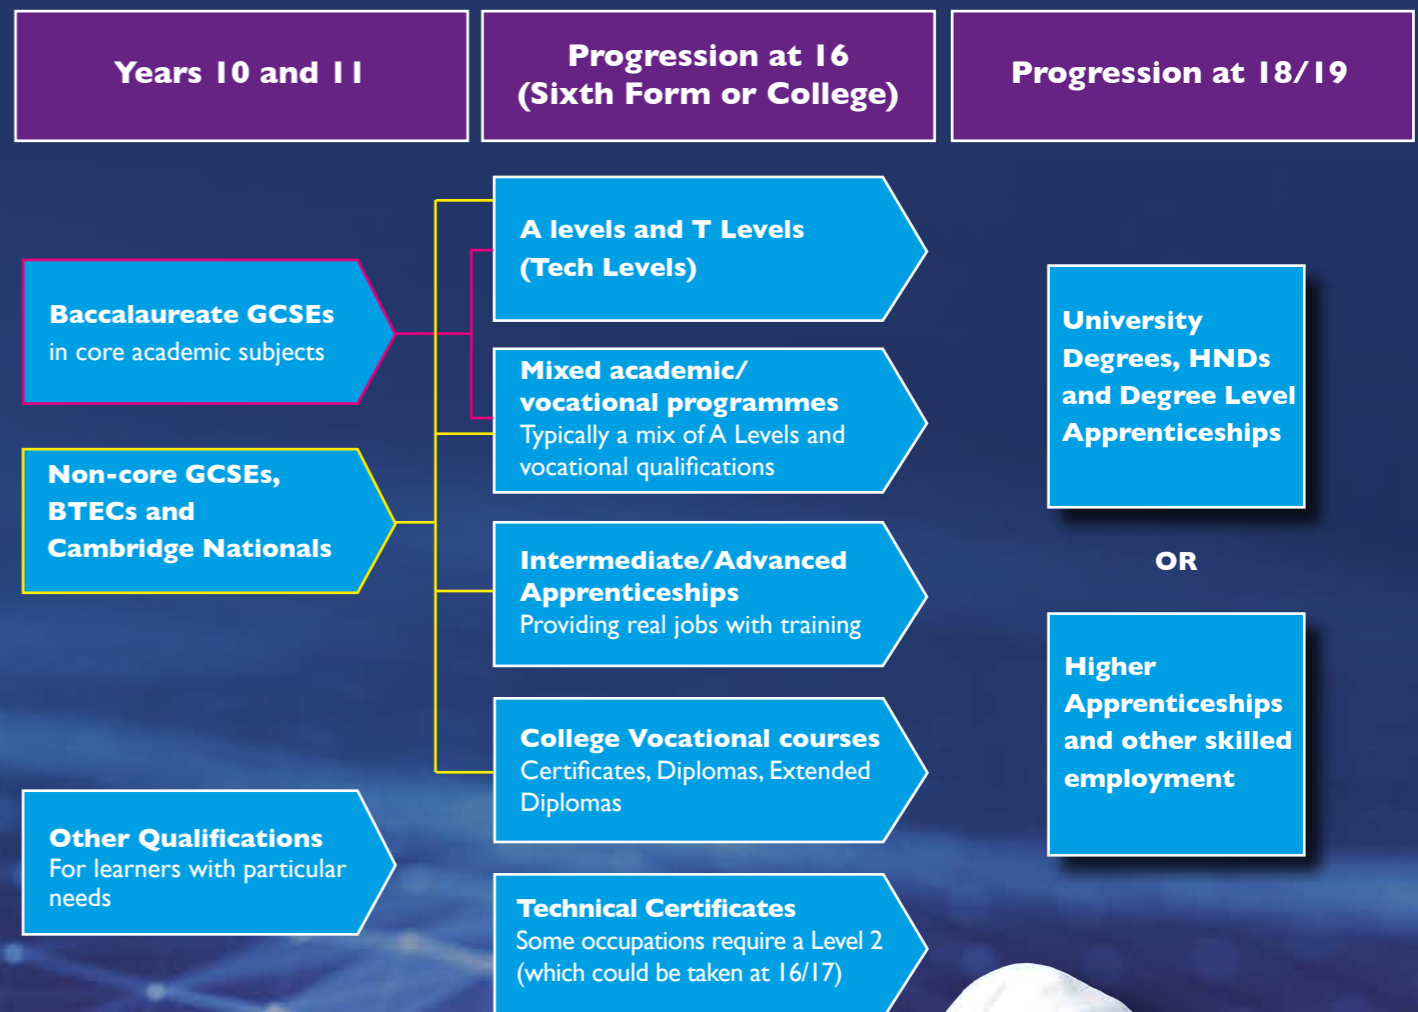 Years 10 and 11
Progression at 16
(Sixth Form or College)
Progression at 18/19
Baccalaureate GCSEs
in core academic subjects
Non-core GCSEs,
BTECs and
Cambridge Nationals
Other Qualifications
For learners with particular
needs
A levels and T Levels
(Tech Levels)
Mixed academic/
vocational programmes
Typically a mix of A Levels and
vocational qualifications
Intermediate/Advanced
Apprenticeships
Providing real jobs with training
College Vocational courses
Certificates, Diplomas, Extended
Diplomas
Technical Certificates
Some occupations require a Level 2
(which could be taken at 16/17)
University
Degrees, HNDs
and Degree Level
Apprenticeships
OR
Higher
Apprenticeships
and other skilled
employment